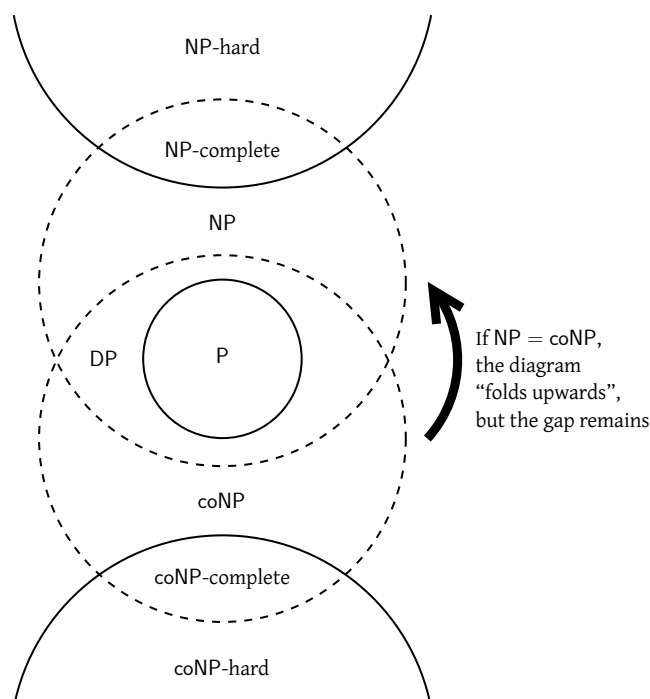 NP-hard
NP-complete
NP
DP
P
If NP = coNP,
the diagram
“folds upwards”,
but the gap remains
coNP
coNP-complete
coNP-hard